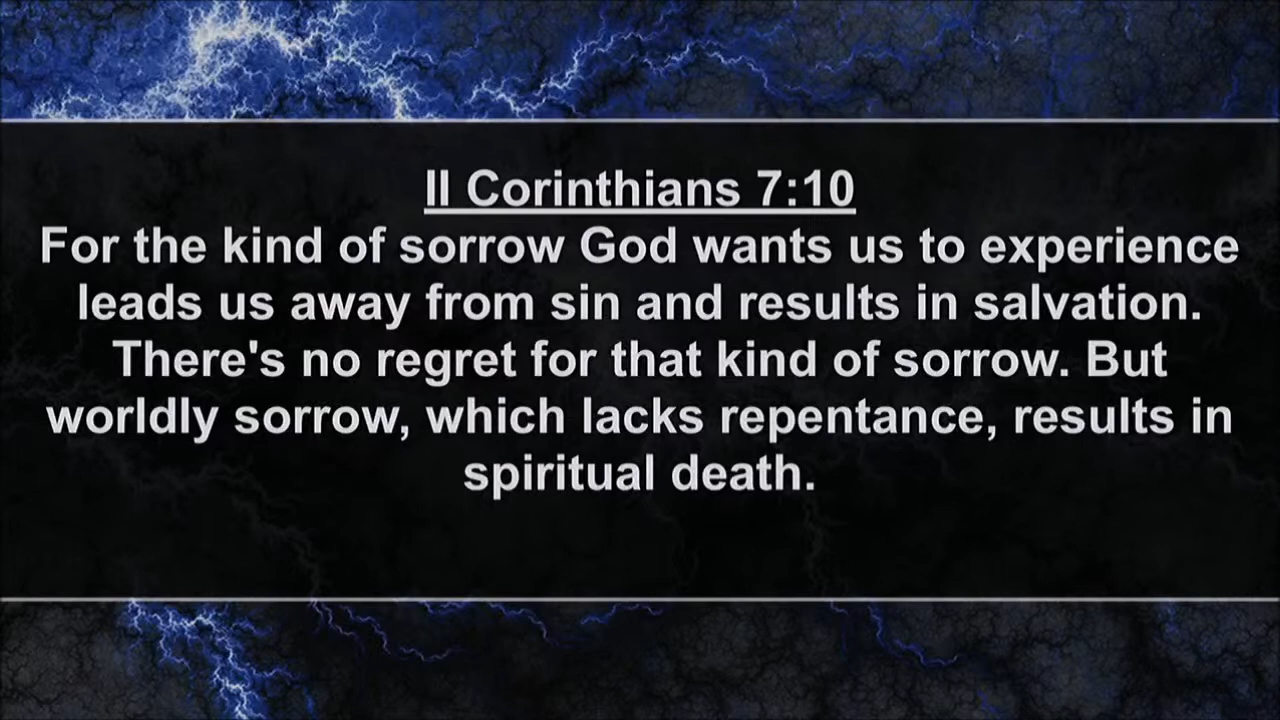 II Corinthians 7:10
For the kind of sorrow God wants us to experience
leads us away from sin and results in salvation.
There's no regret for that kind of sorrow. But
worldly sorrow, which lacks repentance, results in
spiritual death.